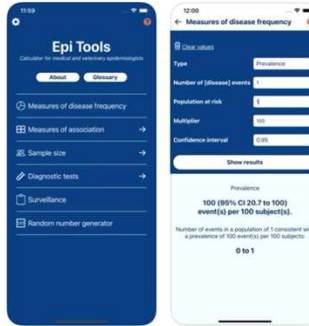 11:59
Epi Tools
Calculator for medical and veterinary epidemiologists
About
Glossary
Measures of disease frequency
Measures of association
Sample size
Diagnostic tests
Surveillance
Random number generator
12:00
Measures of disease frequency
Clear values
Type
Prevalence
Number of [disease] events
1
Population at risk
Multiplier
100
Confidence interval
0.95
Show results
Prevalence
100 (95% CI 20.7 to 100)
event(s) per 100 subject(s).
Number of events in a population of 1 consistent wi
a prevalence of 100 event(s) per 100 subjects:
0 to 1